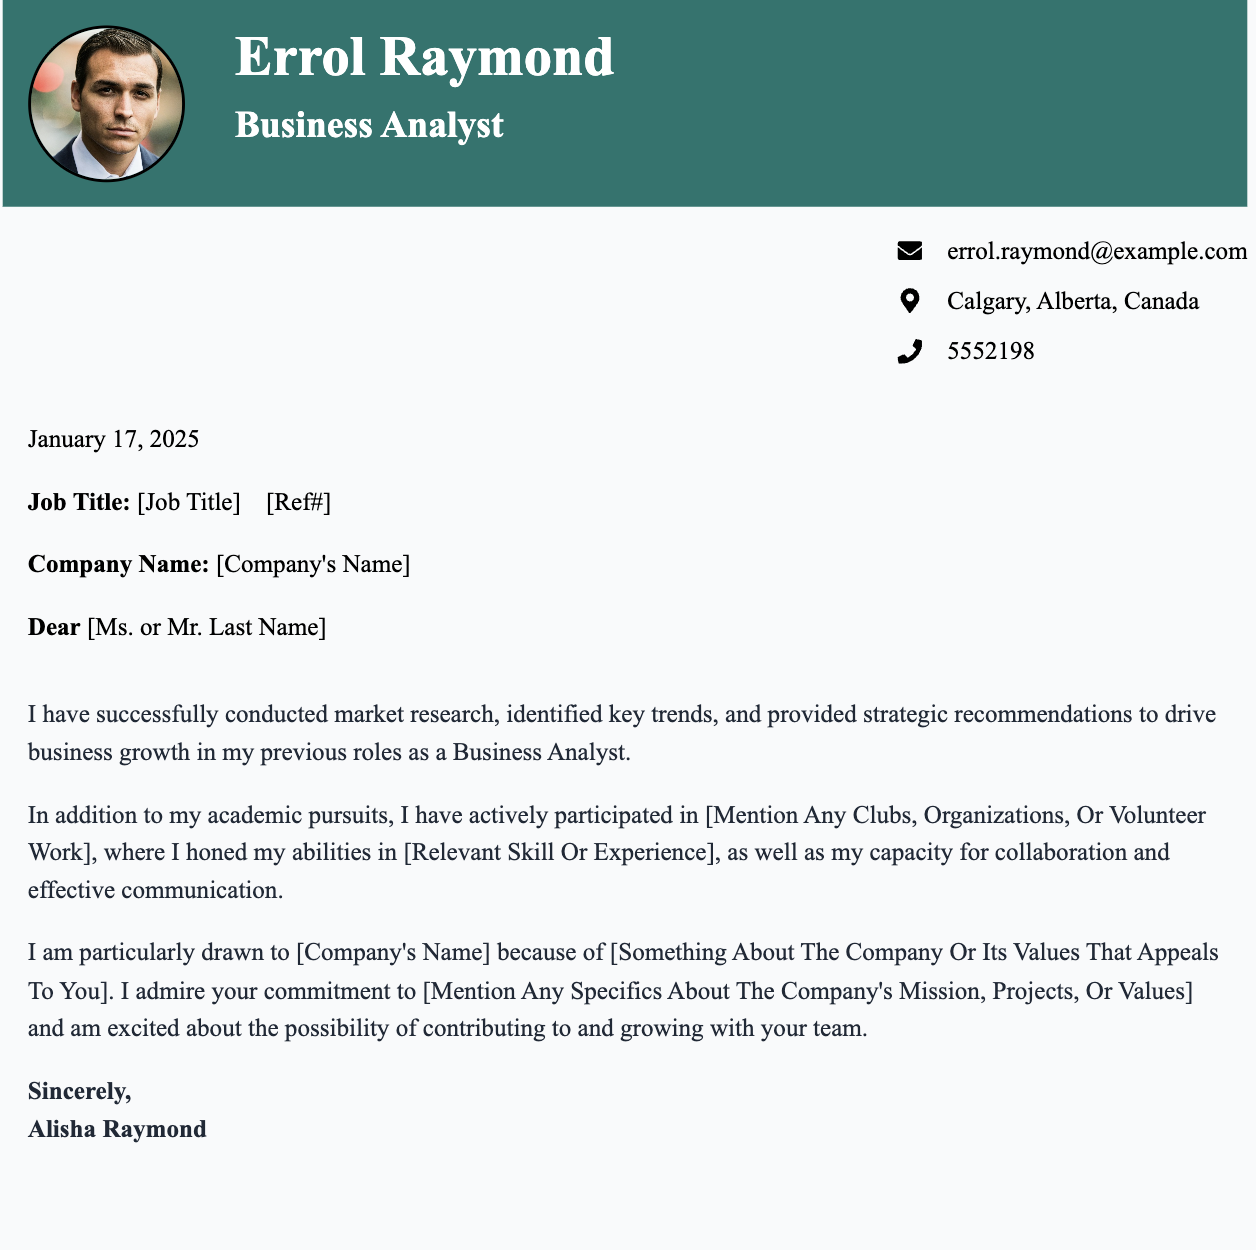 Errol Raymond
Business Analyst
errol.raymond@example.com
Calgary, Alberta, Canada
5552198
January 17, 2025
Job Title: [Job Title] [Ref#]
Company Name: [Company's Name]
Dear [Ms. or Mr. Last Name]
I have successfully conducted market research, identified key trends, and provided strategic recommendations to drive
business growth in my previous roles as a Business Analyst.
In addition to my academic pursuits, I have actively participated in [Mention Any Clubs, Organizations, Or Volunteer
Work], where I honed my abilities in [Relevant Skill Or Experience], as well as my capacity for collaboration and
effective communication.
I am particularly drawn to [Company's Name] because of [Something About The Company Or Its Values That Appeals
To You]. I admire your commitment to [Mention Any Specifics About The Company's Mission, Projects, Or Values]
and am excited about the possibility of contributing to and growing with your team.
Sincerely,
Alisha Raymond